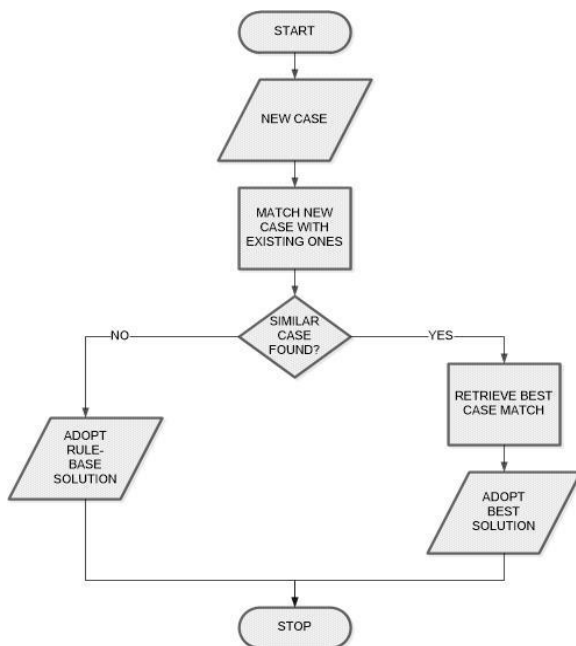 START
NEW CASE
MATCH NEW
CASE WITH
EXISTING ONES
SIMILAR
CASE
FOUND?
NO
YES
ADOPT
RULE-
BASE
SOLUTION
RETRIEVE BEST
CASE MATCH
ADOPT
BEST
SOLUTION
STOP